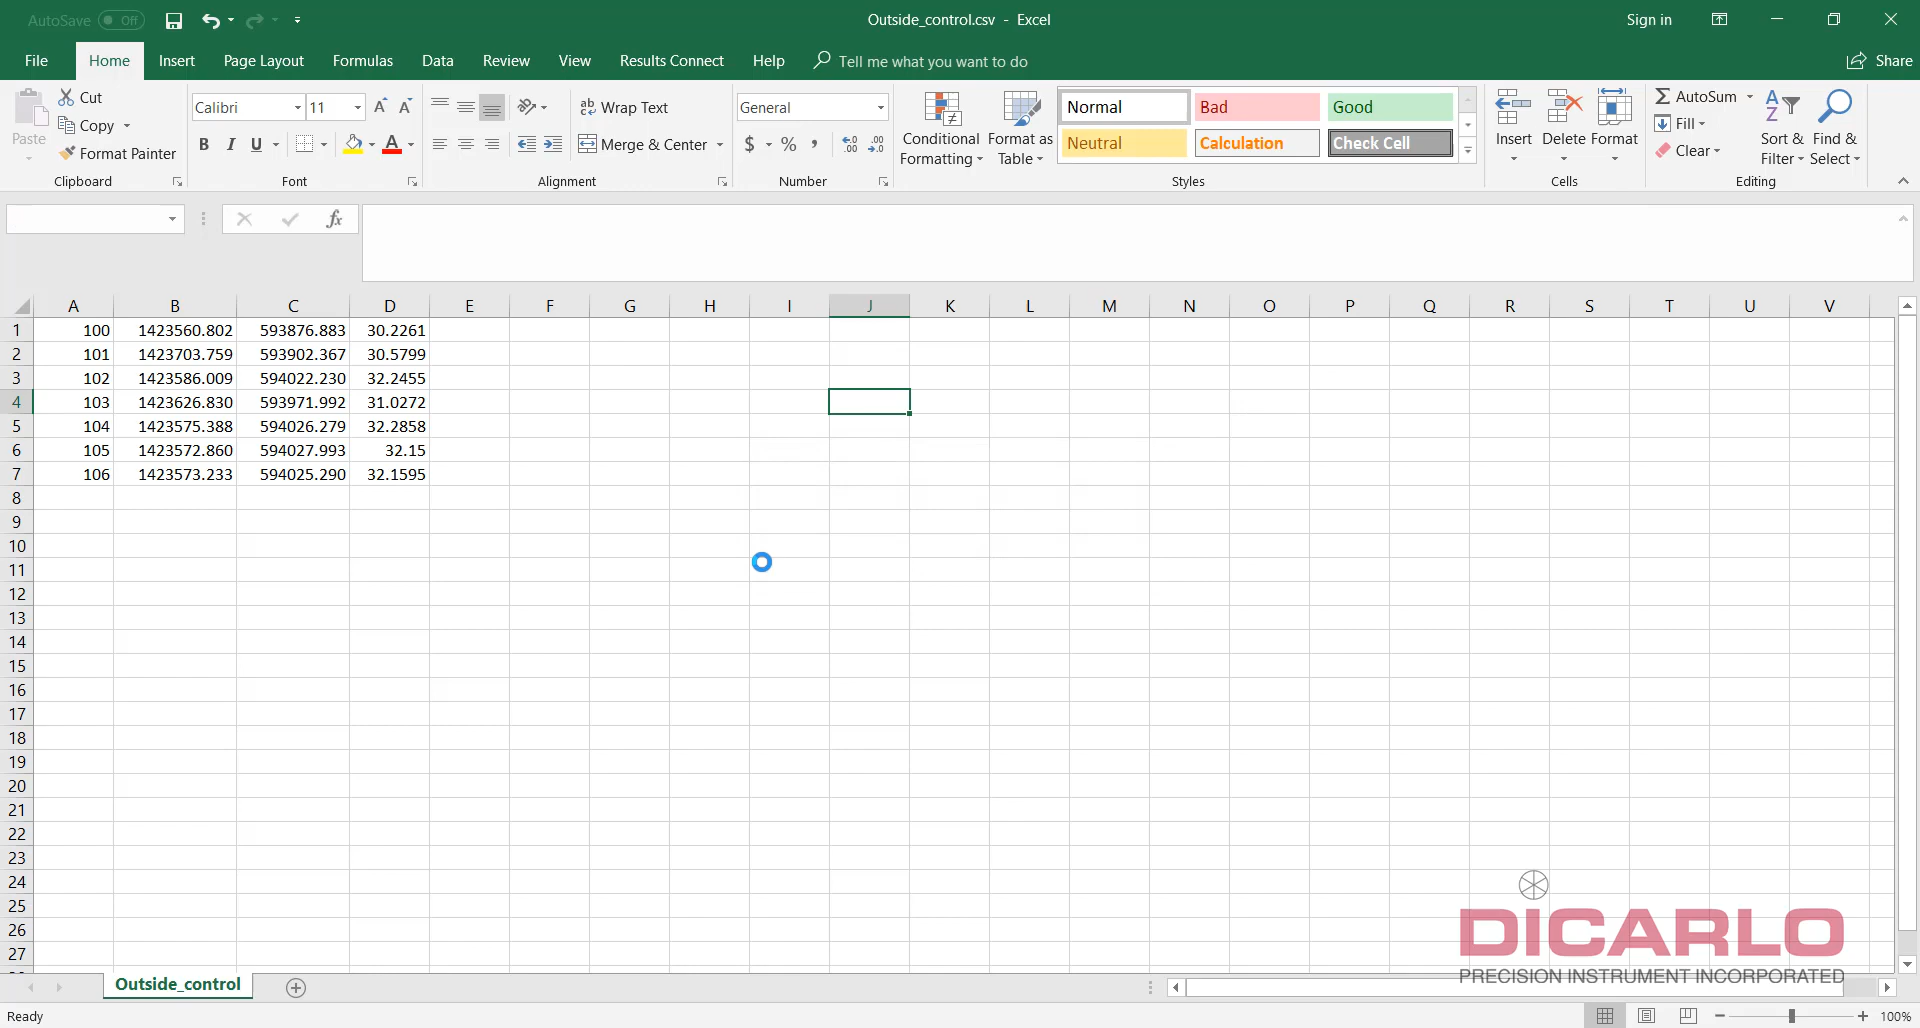 AutoSave Off
Outside_control.csv - Excel
Sign in
File Home Insert Page Layout Formulas Data Review View Results Connect Help Tell me what you want to do Share
Paste
Cut
Copy
Format Painter
Clipboard
Calibri 11
B I U
Font
Wrap Text
Merge & Center
Alignment
General
$ % ,
Number
Conditional Formatting
Format as Table
Normal Bad Good
Neutral Calculation Check Cell
Styles
Insert Delete Format
Cells
AutoSum
Fill
Clear
Sort & Filter
Find & Select
Editing
fx
A B C D E F G H I J K L M N O P Q R S T U V
1 100 1423560.802 593876.883 30.2261
2 101 1423703.759 593902.367 30.5799
3 102 1423586.009 594022.230 32.2455
4 103 1423626.830 593971.992 31.0272
5 104 1423575.388 594026.279 32.2858
6 105 1423572.860 594027.993 32.15
7 106 1423573.233 594025.290 32.1595
8
9
10
11
12
13
14
15
16
17
18
19
20
21
22
23
24
25
26
27
DICARLO
PRECISION INSTRUMENT INCORPORATED
Outside_control
Ready
100%